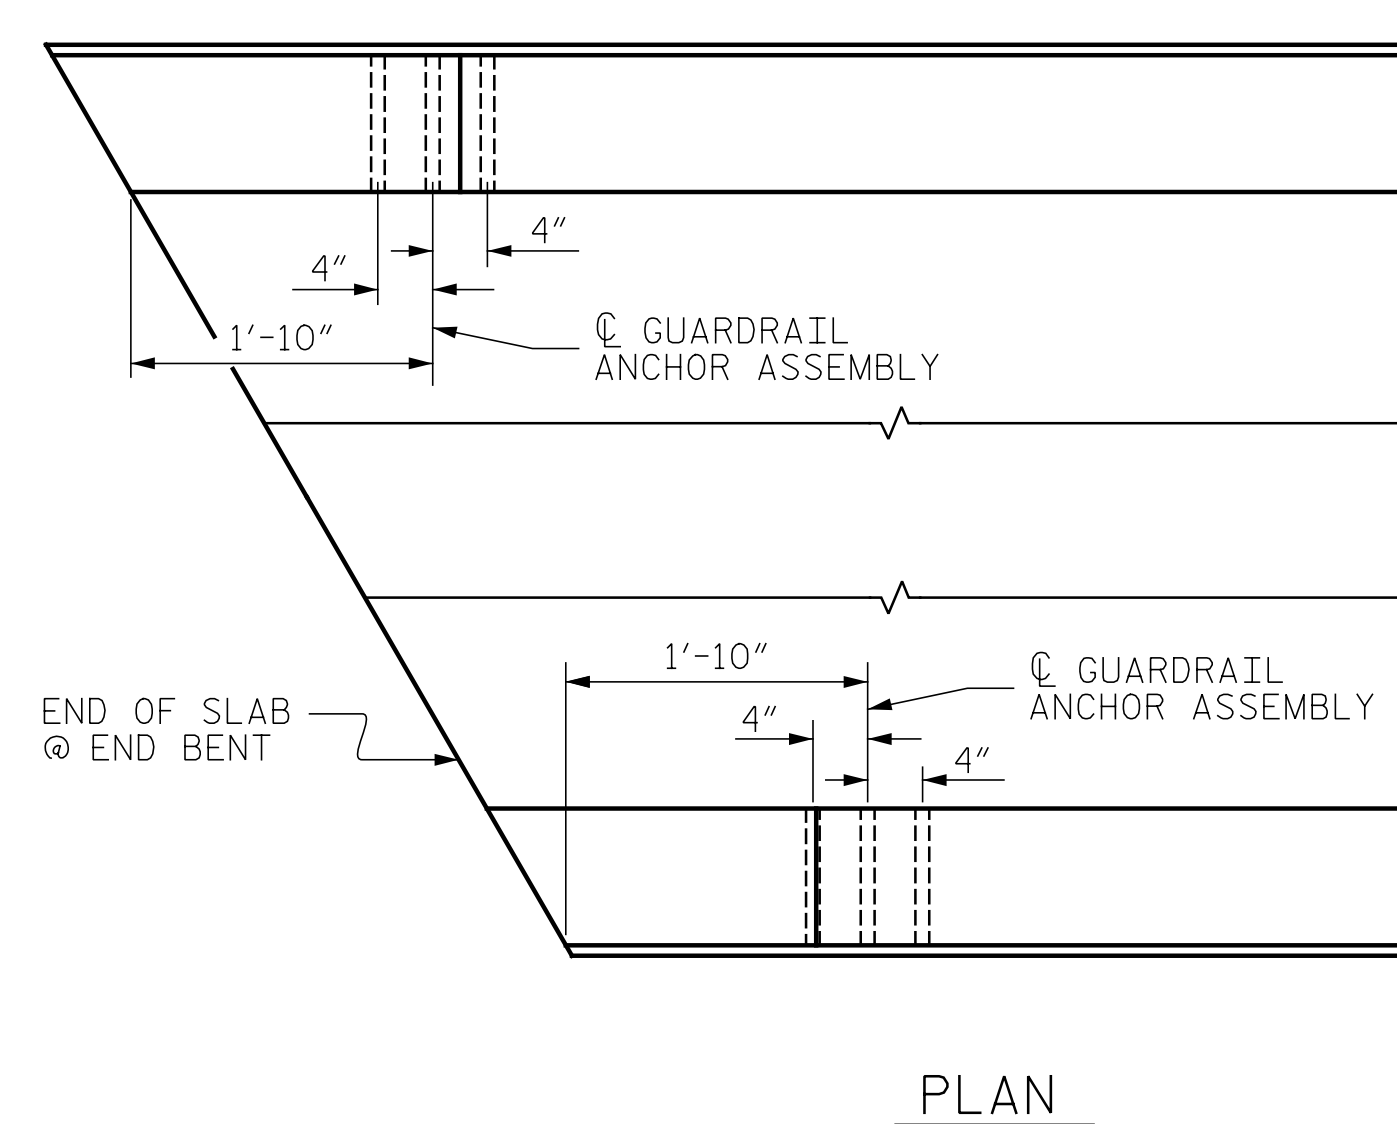 4"
4"
1'-10"
℄ GUARDRAIL
ANCHOR ASSEMBLY
1'-10"
℄ GUARDRAIL
ANCHOR ASSEMBLY
END OF SLAB
@ END BENT
4"
4"
PLAN